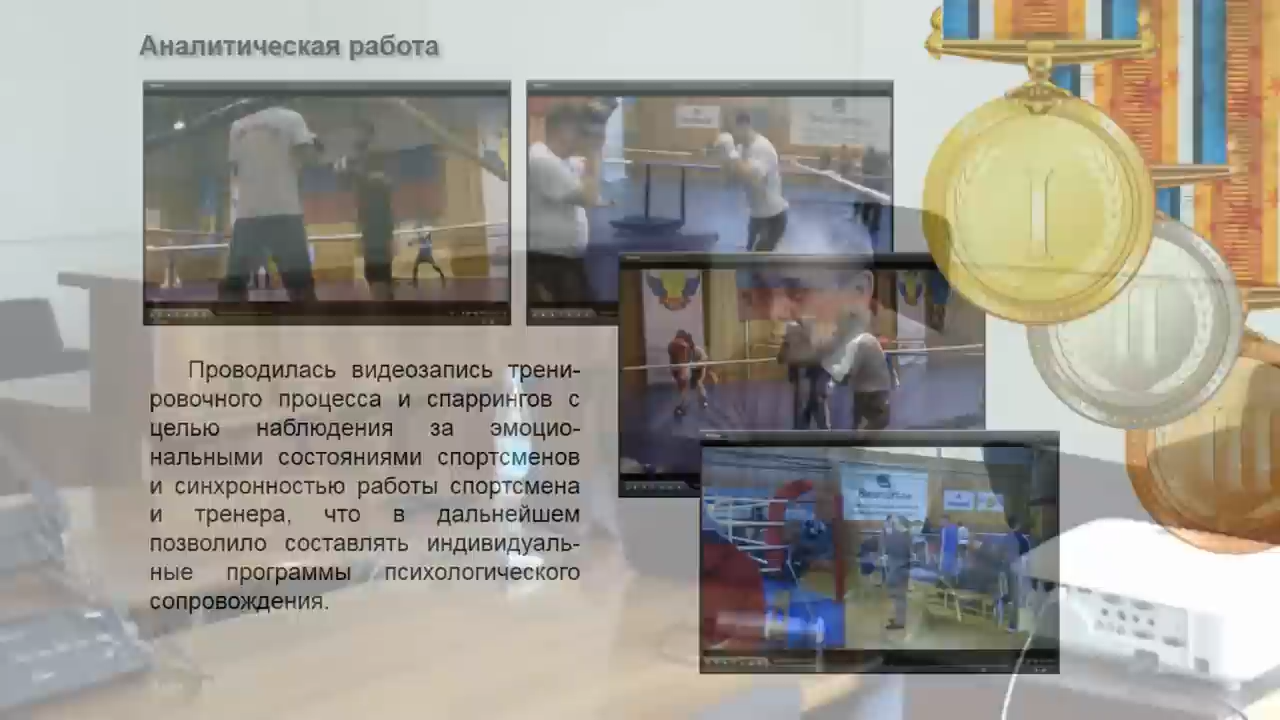 Аналитическая работа
Проводилась видеозапись трени-
ровочного процесса и спаррингов с
целью наблюдения за эмоцио-
нальными состояниями спортсменов
и синхронностью работы спортсмена
и тренера, что в дальнейшем
позволило составлять индивидуаль-
ные программы психологического
сопровождения.